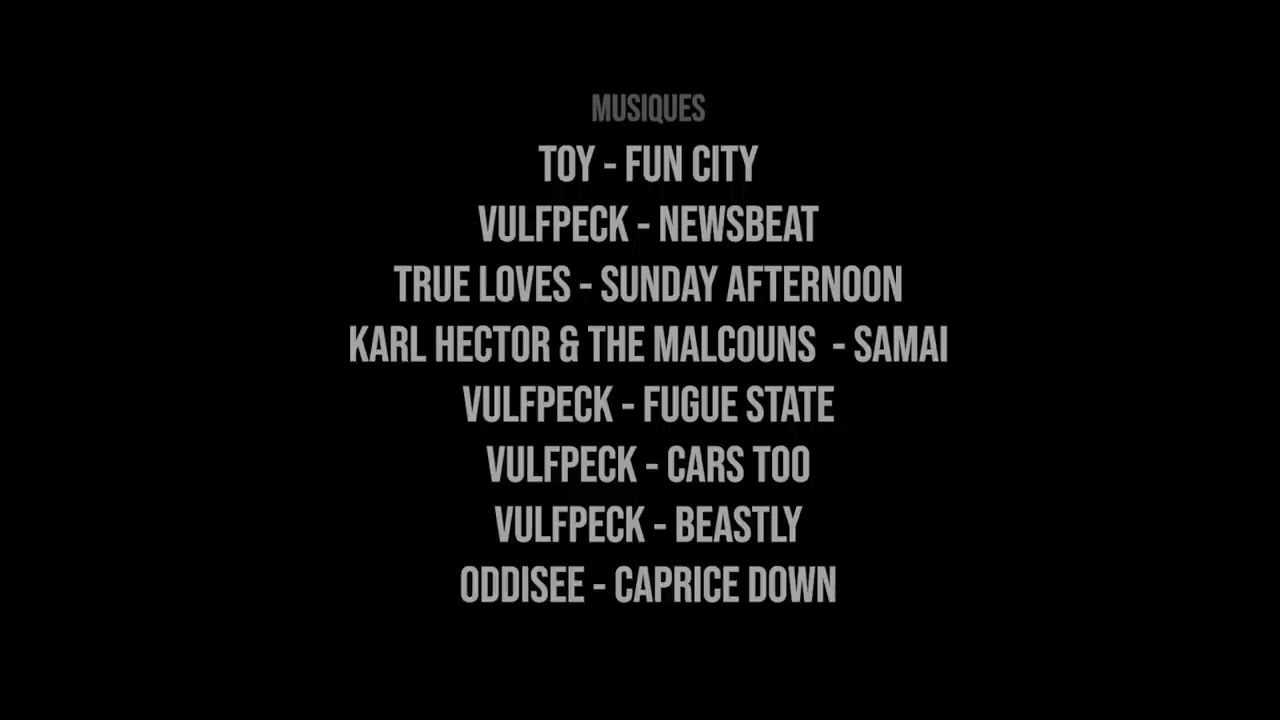 MUSIQUES
TOY - FUN CITY
VULFPECK - NEWSBEAT
TRUE LOVES - SUNDAY AFTERNOON
KARL HECTOR & THE MALCOUNS - SAMAI
VULFPECK - FUGUE STATE
VULFPECK - CARS TOO
VULFPECK - BEASTLY
ODDISEE - CAPRICE DOWN